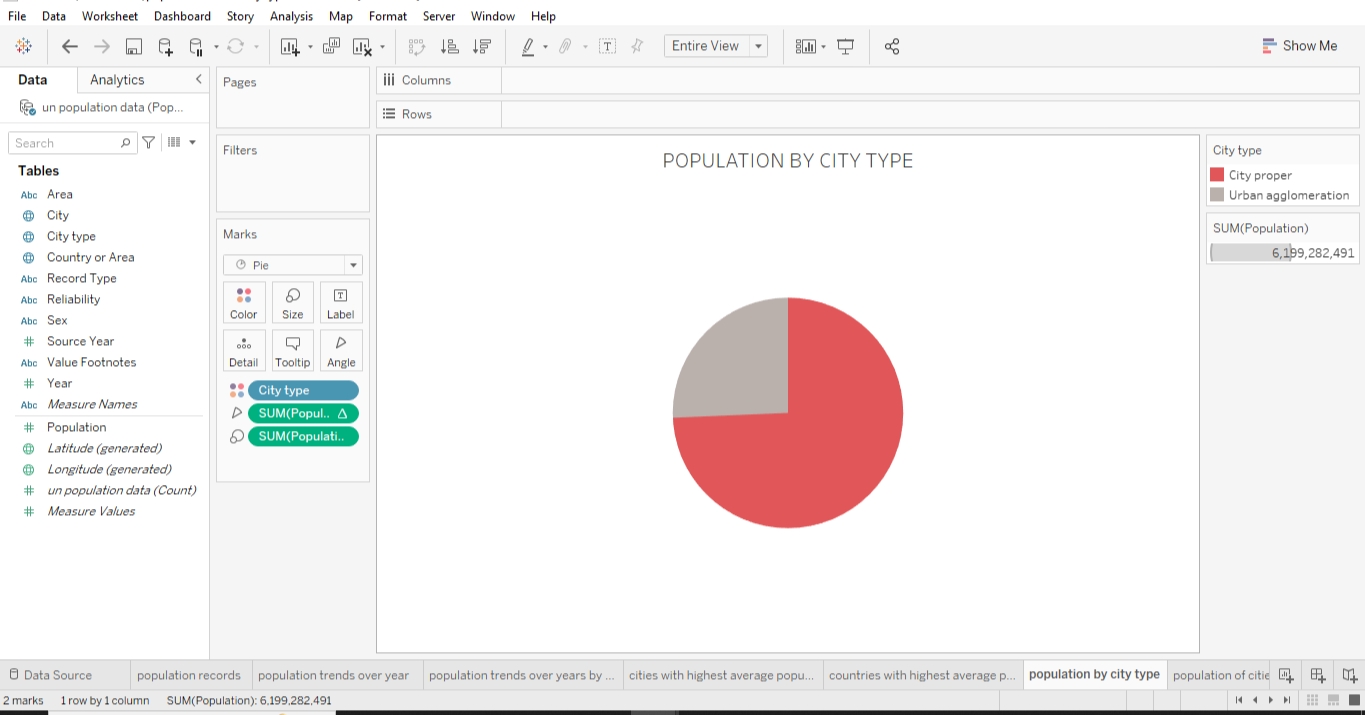 File Data Worksheet Dashboard Story Analysis Map Format Server Window Help
Entire View
Show Me
Data Analytics
Pages
Columns
un population data (Pop...
Rows
Search
Filters
POPULATION BY CITY TYPE
City type
City proper
Urban agglomeration
SUM(Population)
6,199,282,491
Tables
Abc Area
City
City type
Country or Area
Abc Record Type
Abc Reliability
Abc Sex
Source Year
Abc Value Footnotes
Year
Abc Measure Names
Population
Latitude (generated)
Longitude (generated)
un population data (Count)
Measure Values
Marks
Pie
Color Size Label
Detail Tooltip Angle
City type
SUM(Popul..
SUM(Populati..
Data Source population records population trends over year population trends over years by ... cities with highest average popu... countries with highest average p... population by city type population of citie
2 marks 1 row by 1 column SUM(Population): 6,199,282,491